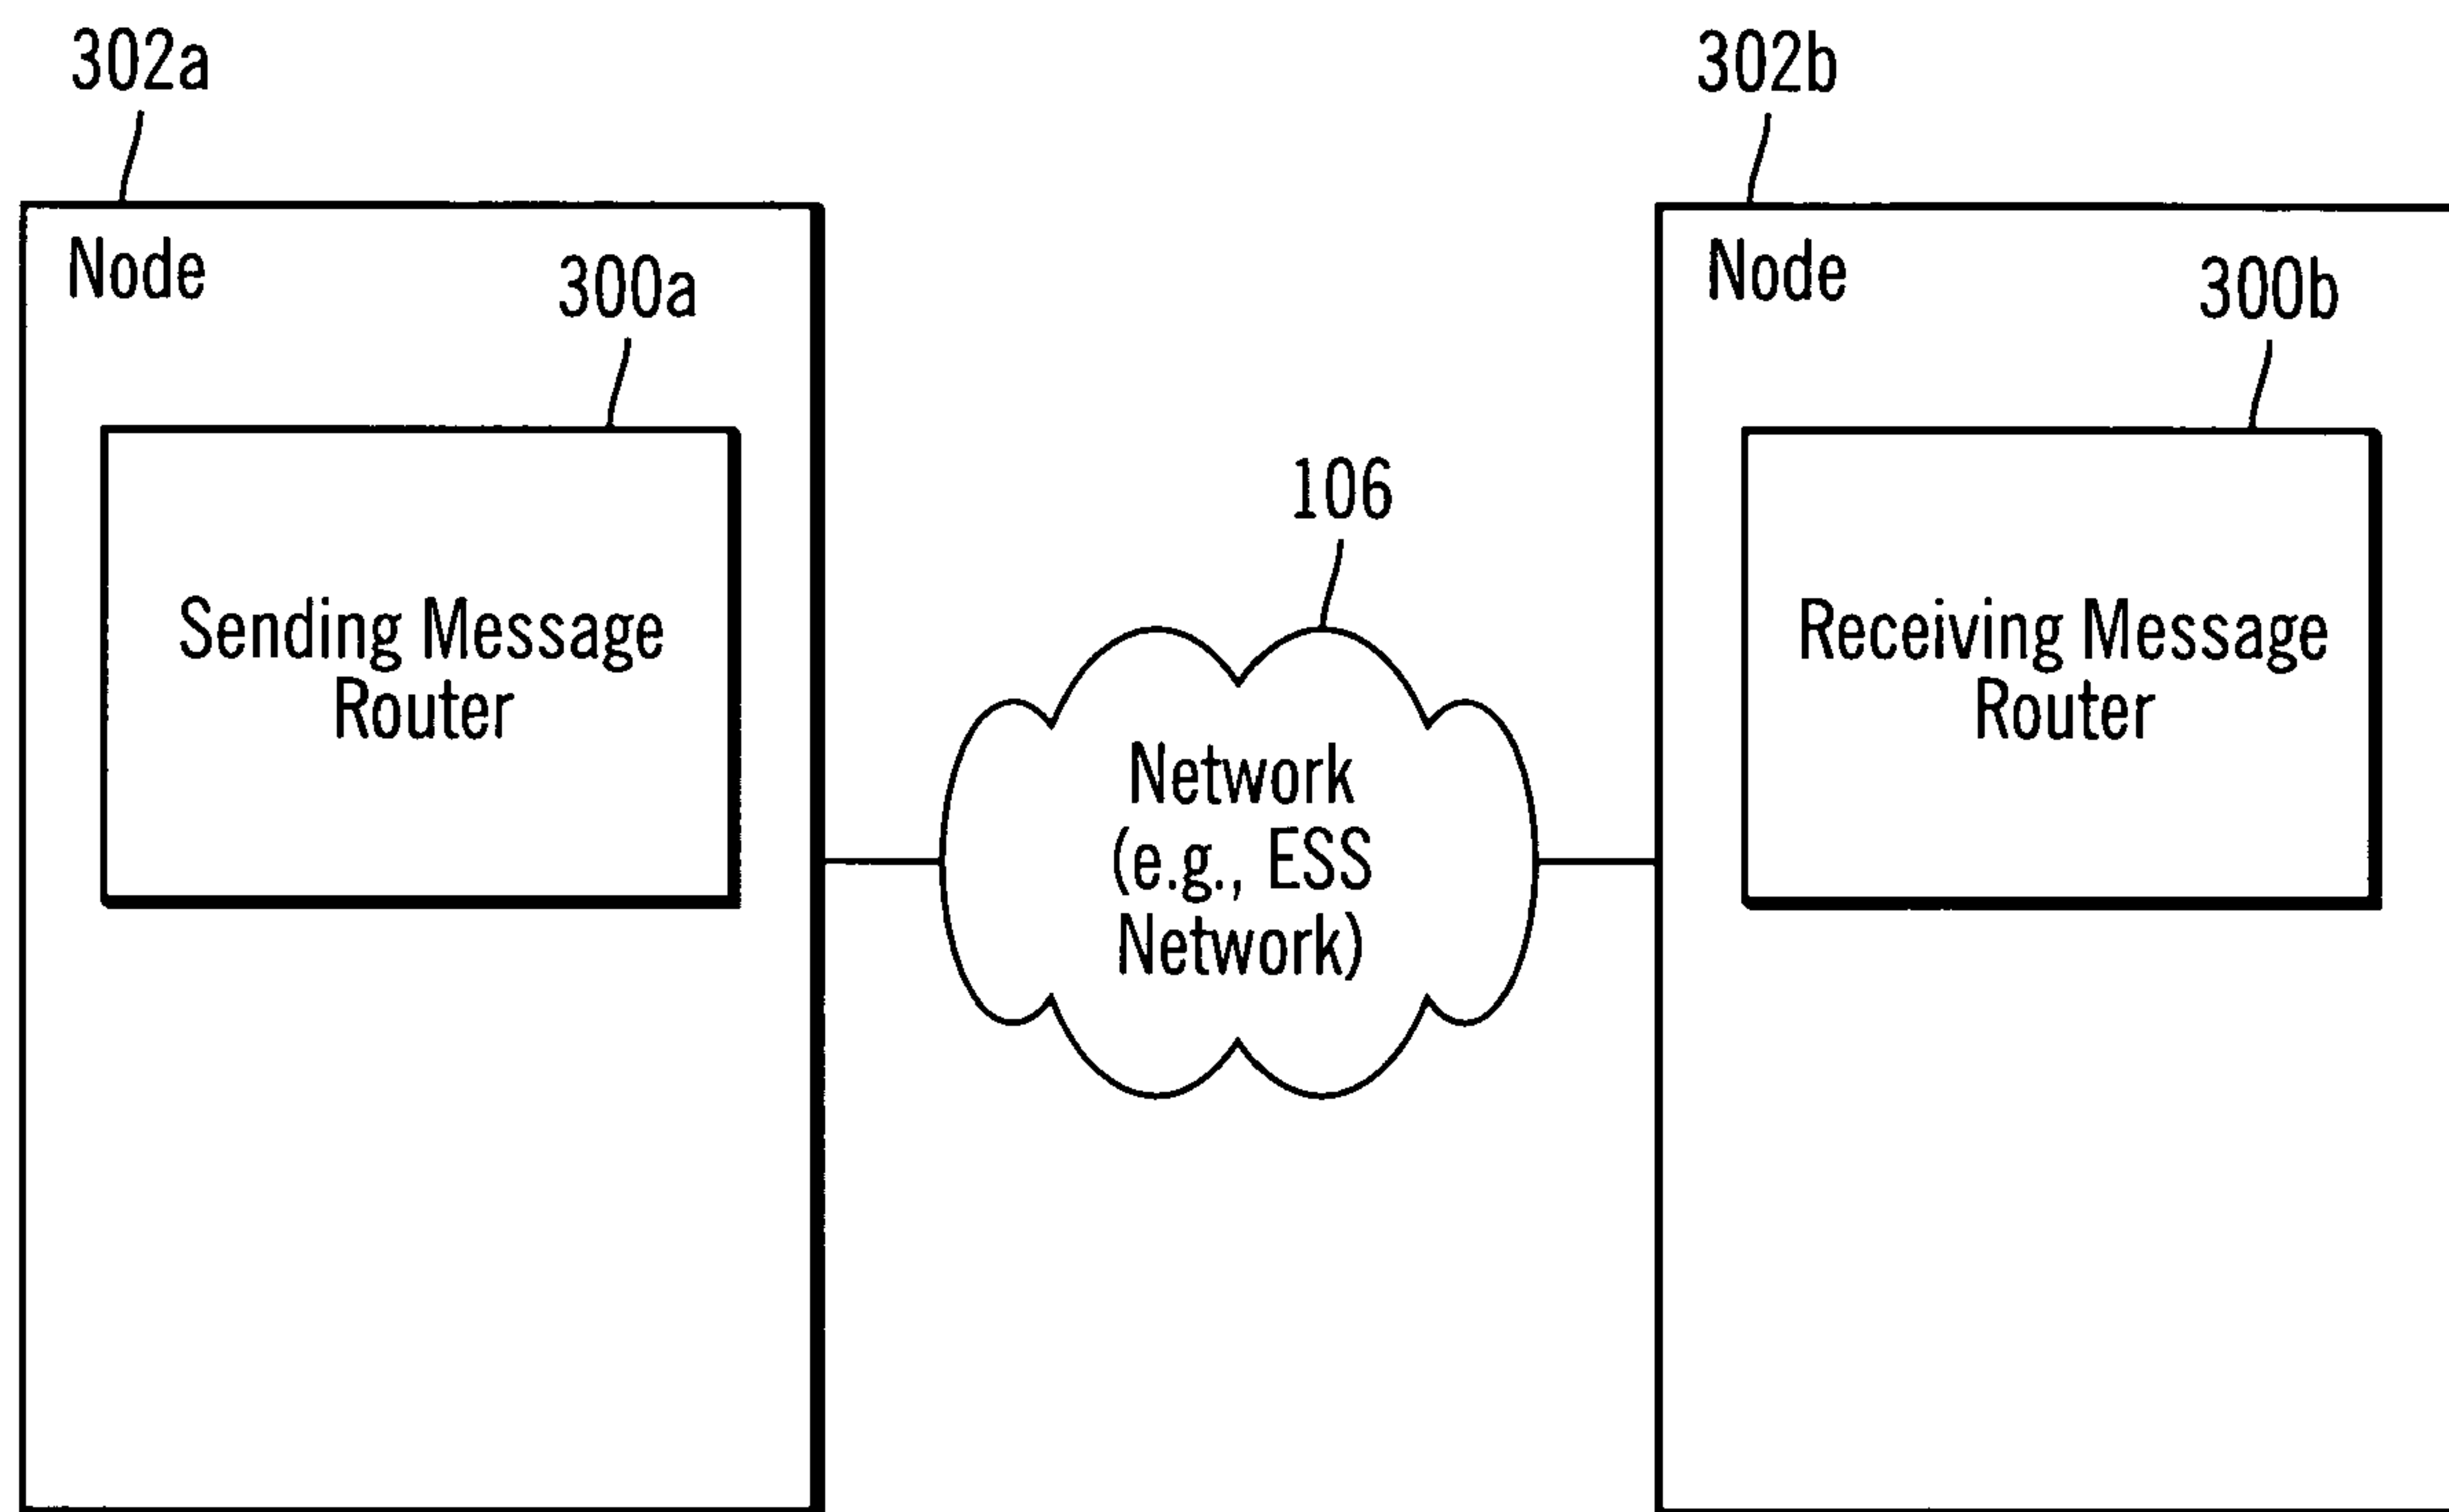 302a
302b
Node
300a
Node
300b
106
Sending Message
Router
Receiving Message
Router
Network
(e.g., ESS
Network)